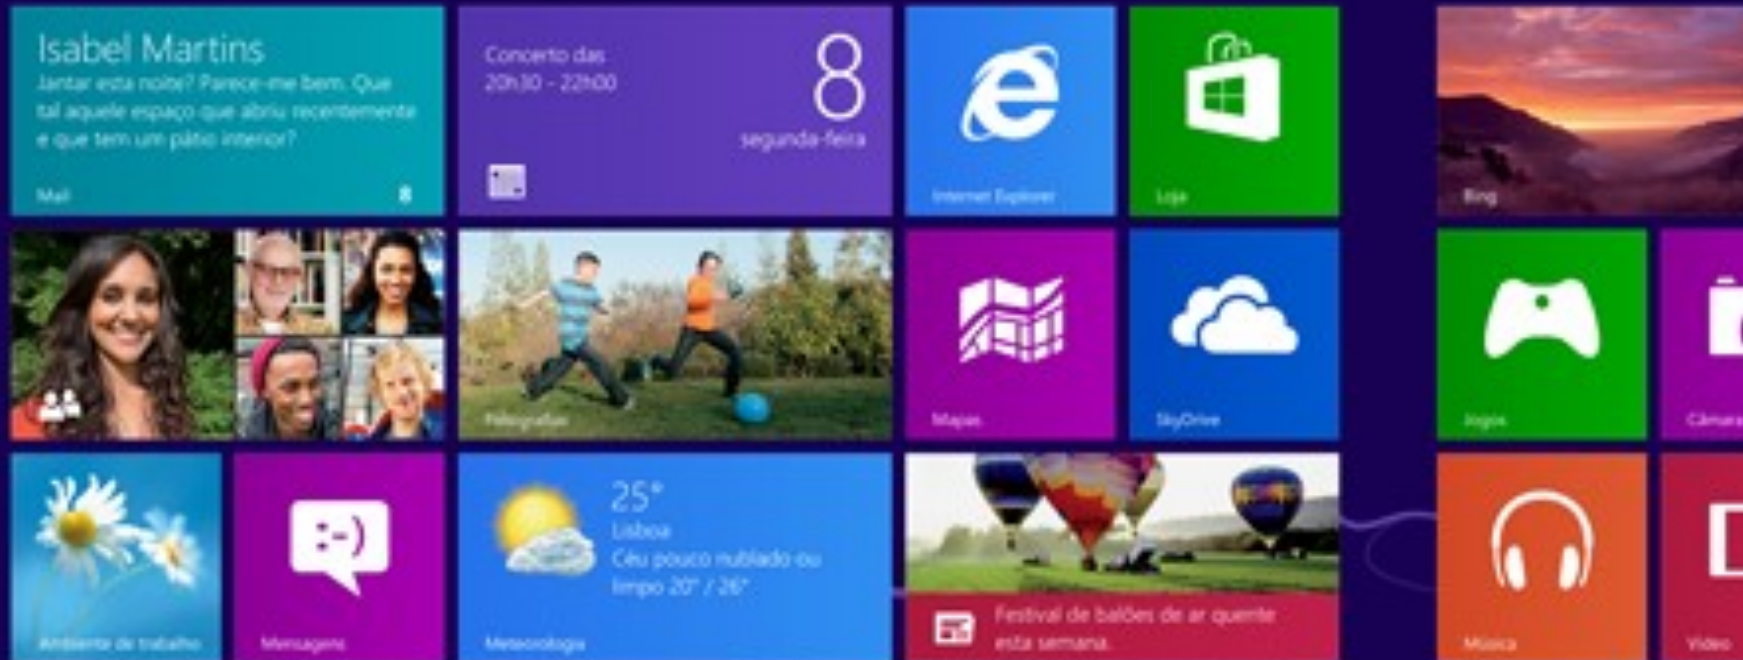 Isabel Martins
Jantar esta noite? Parece-me bem. Que
tal aquele espaço que abriu recentemente
e que tem um pátio interior?
Mail 8
Concerto das
20h30 - 22h00
8
segunda-feira
Internet Explorer
Loja
Bing
Fotografias
Mapas
SkyDrive
Jogos
Câmara
Ambiente de trabalho
:-)
Mensagens
25°
Lisboa
Céu pouco nublado ou
limpo 20° / 26°
Meteorologia
Festival de balões de ar quente
esta semana.
Música
Vídeo